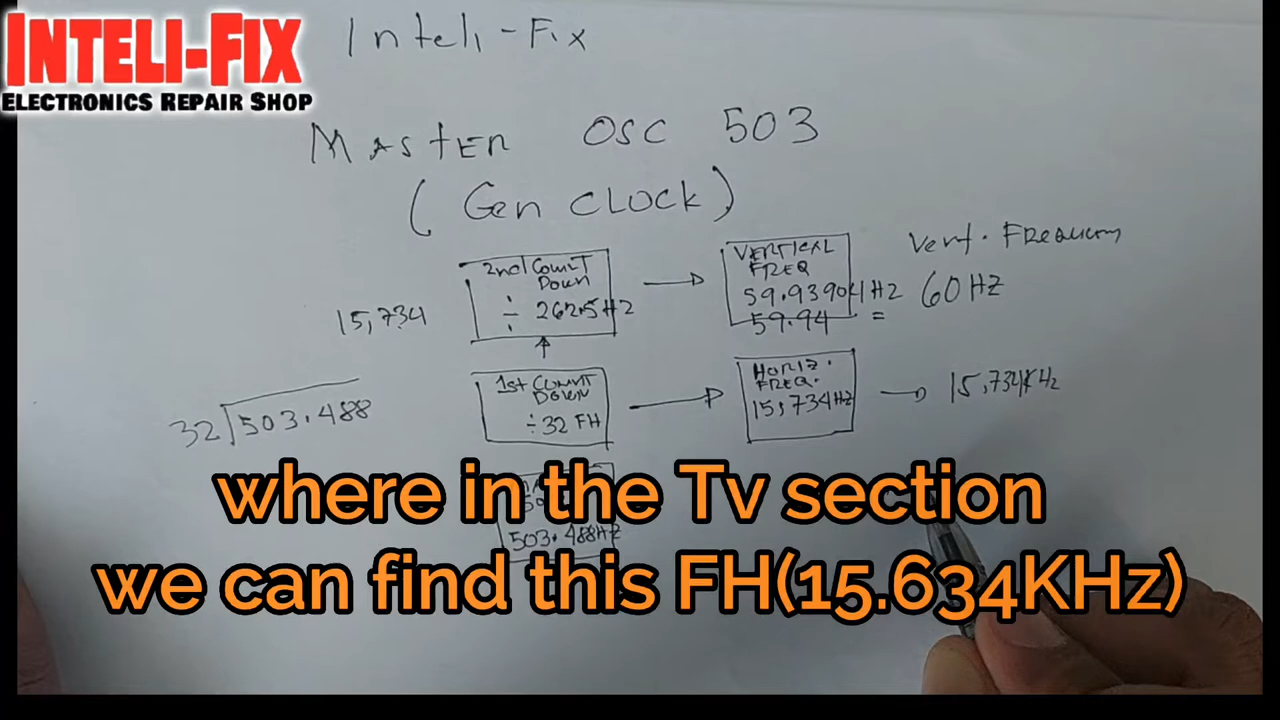 INTELI-FIX
ELECTRONICS REPAIR SHOP
Inteli-Fix
MASTER OSC 503
(Gen CLOCK)
Vert. Frequency
60HZ
2nd COUNT
DOWN
÷ 262.5HZ
VERTICAL
FREQ
59.93904HZ
59.94 =
15,734
1st COUNT
DOWN
÷32 FH
HORIZ.
FREQ.
15,734HZ
15,734KHz
32 503.488
503.488HZ
where in the Tv section
we can find this FH(15.634KHz)